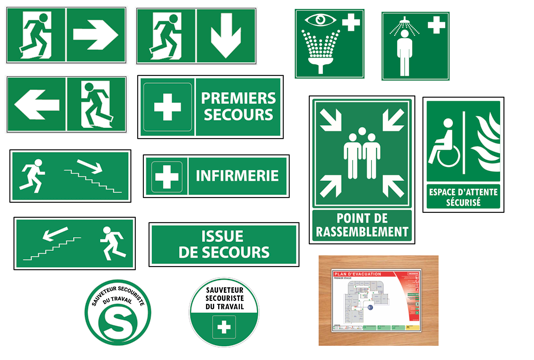 PREMIERS
SECOURS
INFIRMERIE
ISSUE
DE SECOURS
POINT DE
RASSEMBLEMENT
ESPACE D'ATTENTE
SÉCURISÉ
SAUVETEUR SECOURISTE
DU TRAVAIL
S
SAUVETEUR
SECOURISTE
DU TRAVAIL
PLAN D'ÉVACUATION